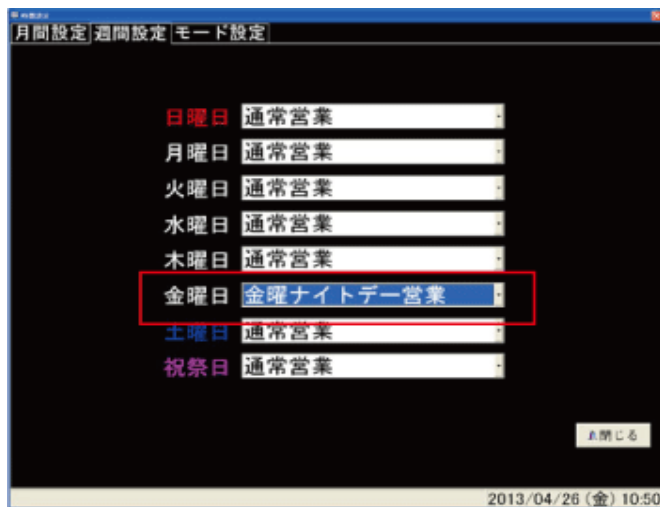 月間設定 週間設定 モード設定
日曜日 通常営業
月曜日 通常営業
火曜日 通常営業
水曜日 通常営業
木曜日 通常営業
金曜日 金曜ナイトデー営業
土曜日 通常営業
祝祭日 通常営業
閉じる
2013/04/26 (金) 10:50